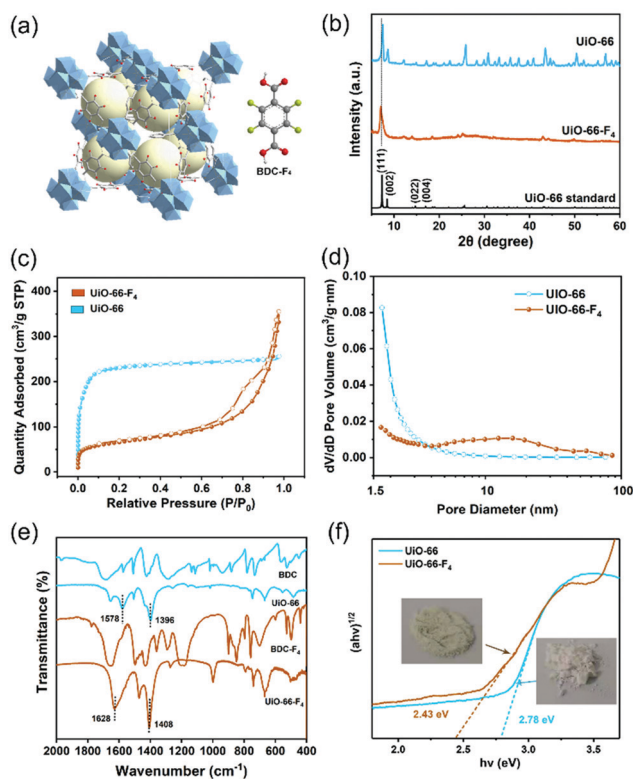 (a)
BDC-F4
(b)
Intensity (a.u.)
UiO-66
UiO-66-F4
UiO-66 standard
(111)
(002)
(022)
(004)
10 20 30 40 50 60
2θ (degree)
(c)
Quantity Adsorbed (cm3/g STP)
400
300
200
100
0
UiO-66-F4
UiO-66
0.0 0.2 0.4 0.6 0.8 1.0
Relative Pressure (P/P0)
(d)
dV/dD Pore Volume (cm3/g·nm)
0.10
0.08
0.06
0.04
0.02
0.00
UIO-66
UIO-66-F4
1.5 10 100
Pore Diameter (nm)
(e)
Transmittance (%)
BDC
UiO-66
1578 1396
BDC-F4
UiO-66-F4
1628 1408
2000 1600 1200 800 400
Wavenumber (cm-1)
(f)
(ahv)1/2
UiO-66
UiO-66-F4
2.43 eV
2.78 eV
2.0 2.5 3.0 3.5
hv (eV)